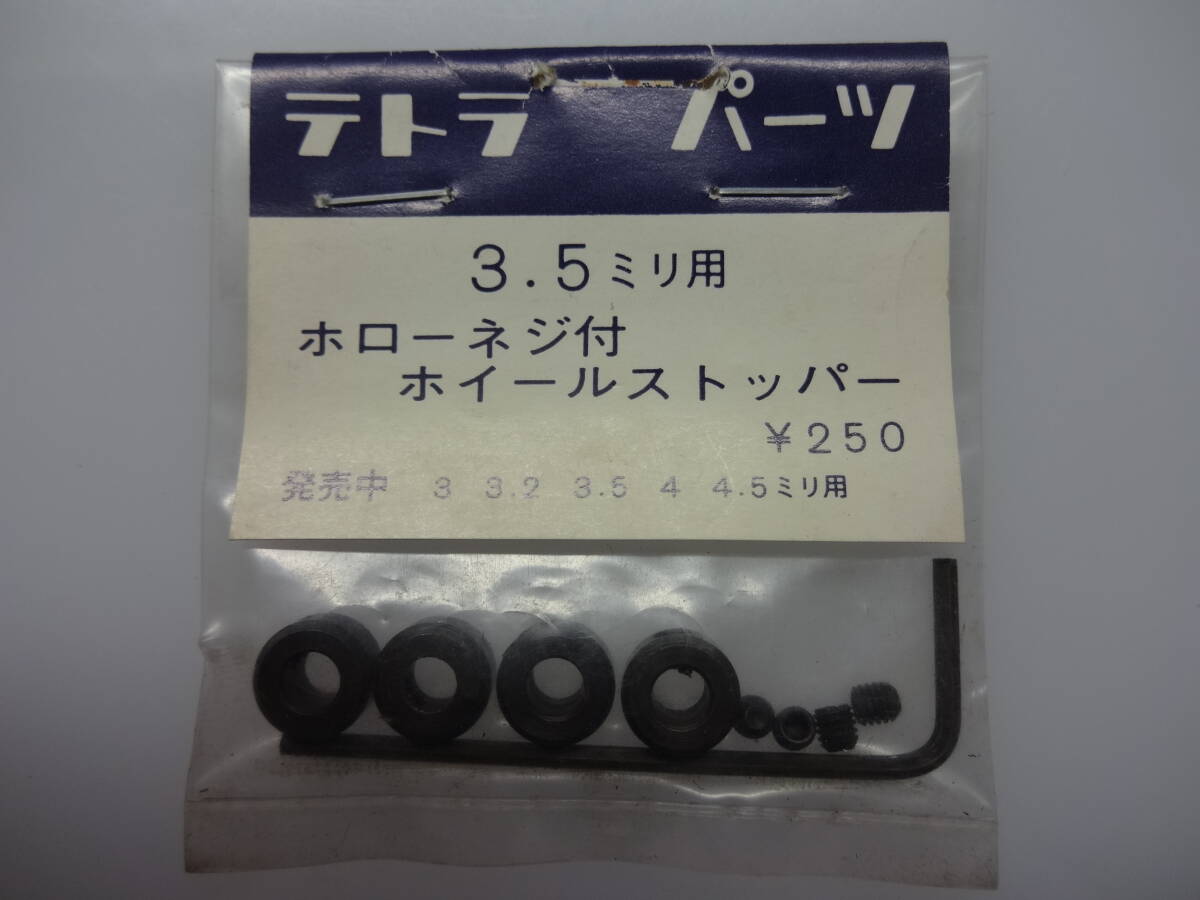 テトラ パーツ
3.5ミリ用
ホローネジ付
ホイールストッパー
¥250
発売中 3 3.2 3.5 4 4.5ミリ用